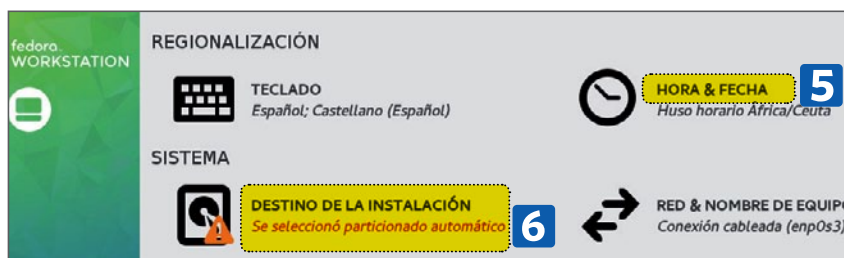 fedora.
WORKSTATION
REGIONALIZACIÓN
TECLADO
Español; Castellano (Español)
HORA & FECHA
5
Huso horario África/Ceuta
SISTEMA
DESTINO DE LA INSTALACIÓN
Se seleccionó particionado automático
6
RED & NOMBRE DE EQUIPO
Conexión cableada (enp0s3)